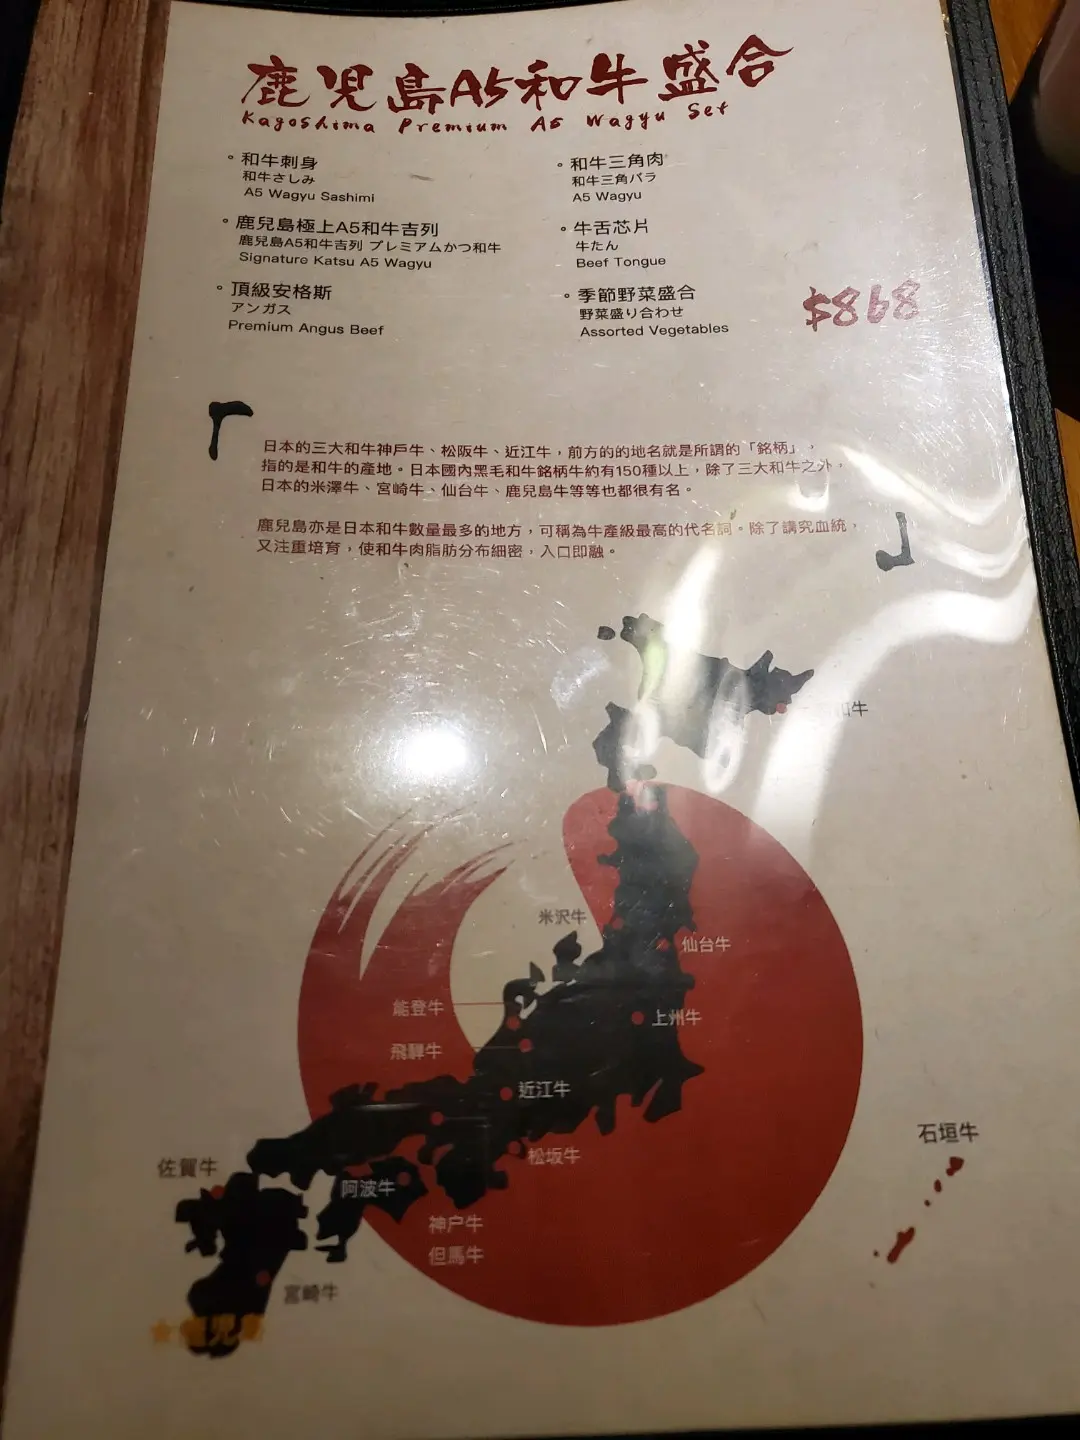 鹿児島A5和牛盛合
Kagoshima Premium A5 Wagyu Set
。和牛刺身
和牛さしみ
A5 Wagyu Sashimi
。鹿兒島極上A5和牛吉列
鹿兒島A5和牛吉列 プレミアムかつ和牛
Signature Katsu A5 Wagyu
。頂級安格斯
アンガス
Premium Angus Beef
。和牛三角肉
和牛三角バラ
A5 Wagyu
。牛舌芯片
牛たん
Beef Tongue
。季節野菜盛合
野菜盛り合わせ
Assorted Vegetables
$868
「
日本的三大和牛神戶牛、松阪牛、近江牛，前方的的地名就是所謂的「銘柄」，
指的是和牛的產地。日本國內黑毛和牛銘柄牛約有150種以上，除了三大和牛之外，
日本的米澤牛、宮崎牛、仙台牛、鹿兒島牛等等也都很有名。
鹿兒島亦是日本和牛數量最多的地方，可稱為牛產級最高的代名詞。除了講究血統，
又注重培育，使和牛肉脂肪分布細密，入口即融。
」
和牛
米沢牛
仙台牛
能登牛
上州牛
飛騨牛
近江牛
石垣牛
松坂牛
佐賀牛
阿波牛
神户牛
但馬牛
宮崎牛